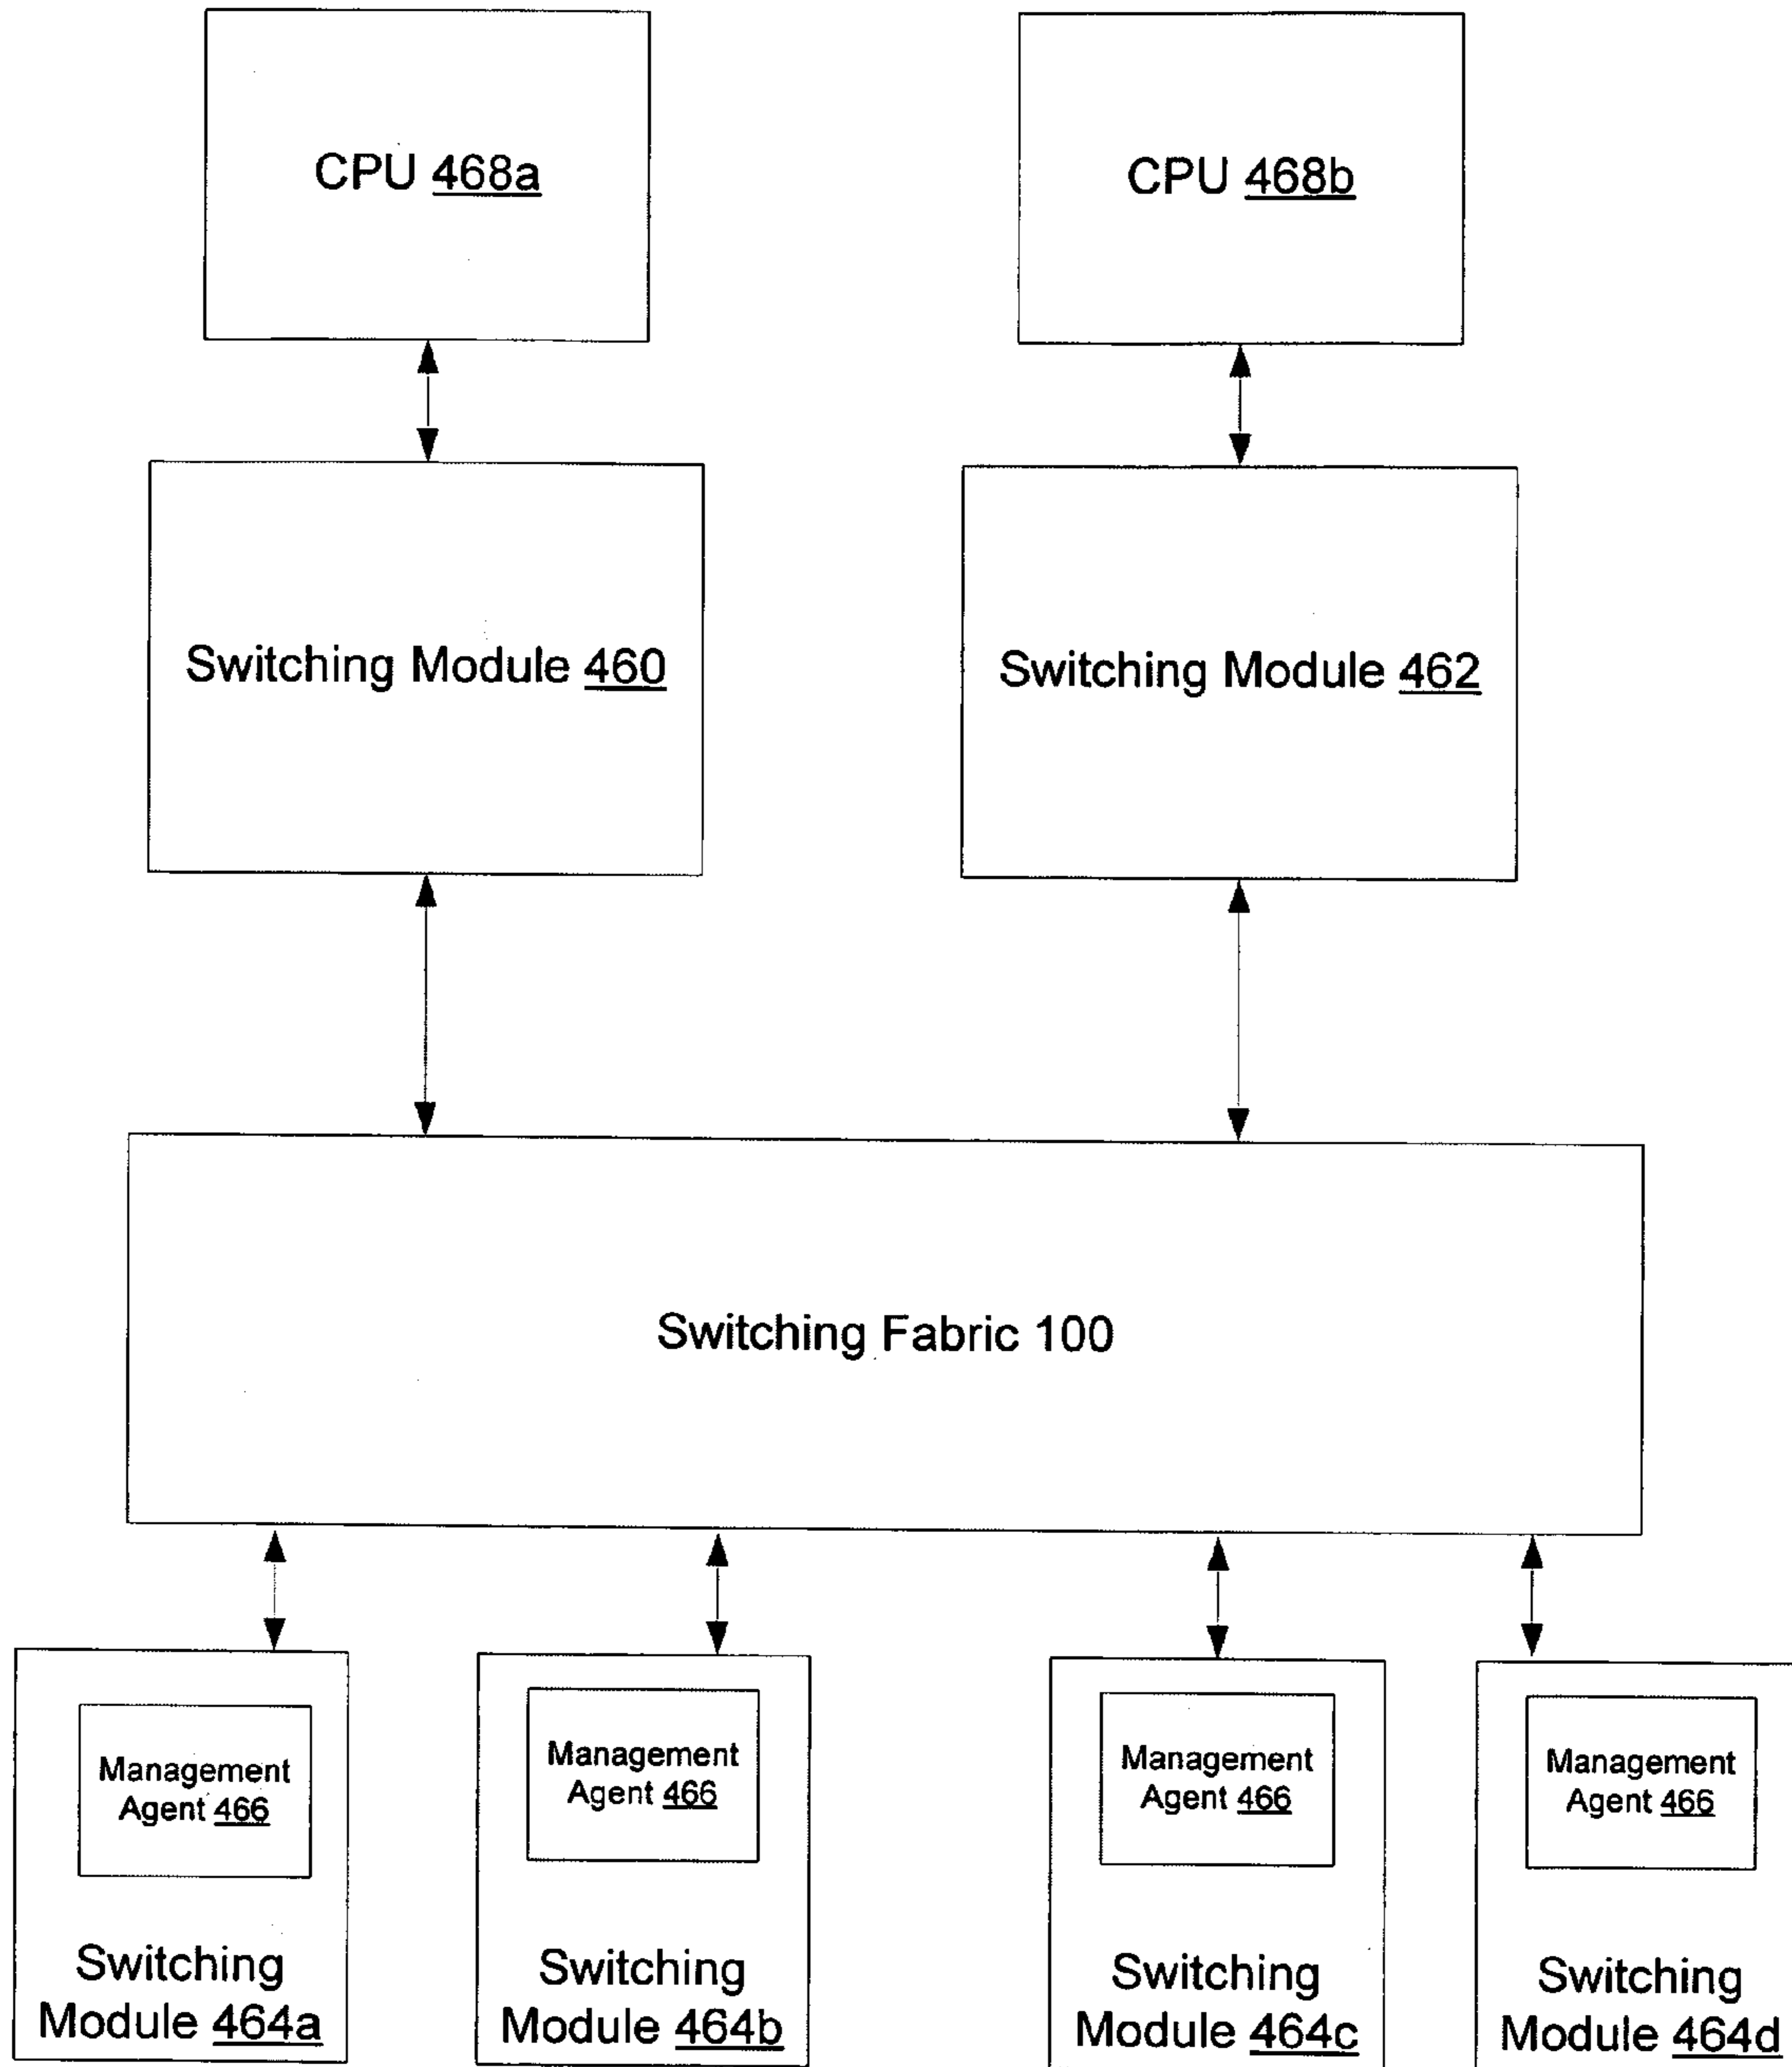 CPU 468a
CPU 468b
Switching Module 460
Switching Module 462
Switching Fabric 100
Management
Agent 466
Switching
Module 464a
Management
Agent 466
Switching
Module 464b
Management
Agent 466
Switching
Module 464c
Management
Agent 466
Switching
Module 464d